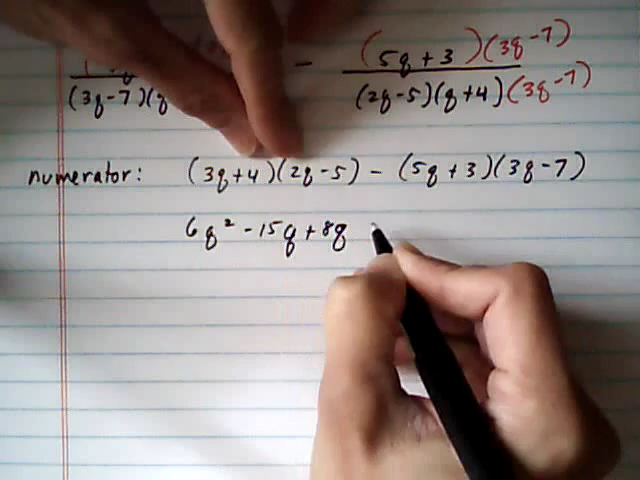 − (5q + 3)(3q − 7)
(3q − 7)(q (2q − 5)(q + 4)(3q − 7)
numerator: (3q + 4)(2q − 5) − (5q + 3)(3q − 7)
6q² − 15q + 8q